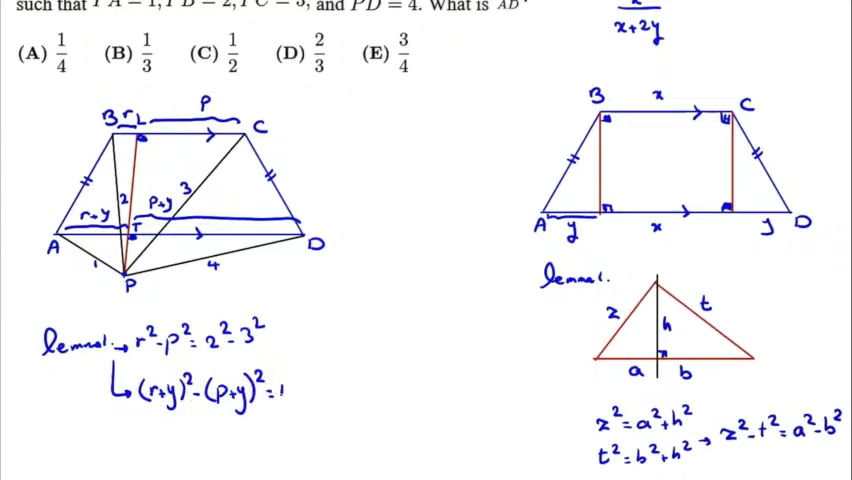 such that PA = 1, PB = 2, PC = 3, and PD = 4. What is AD ?
(A) 1/4 (B) 1/3 (C) 1/2 (D) 2/3 (E) 3/4
x/(x+2y)
P
B r L C
2 3
r+y p+y
A T D
1 4
P
B x C
A y x y D
lemma1.
z h t
a b
lemma1. → r²-p² = 2²-3²
↳ (r+y)² - (p+y)² = 1
z² = a²+h²
t² = b²+h² → z²-t² = a²-b²